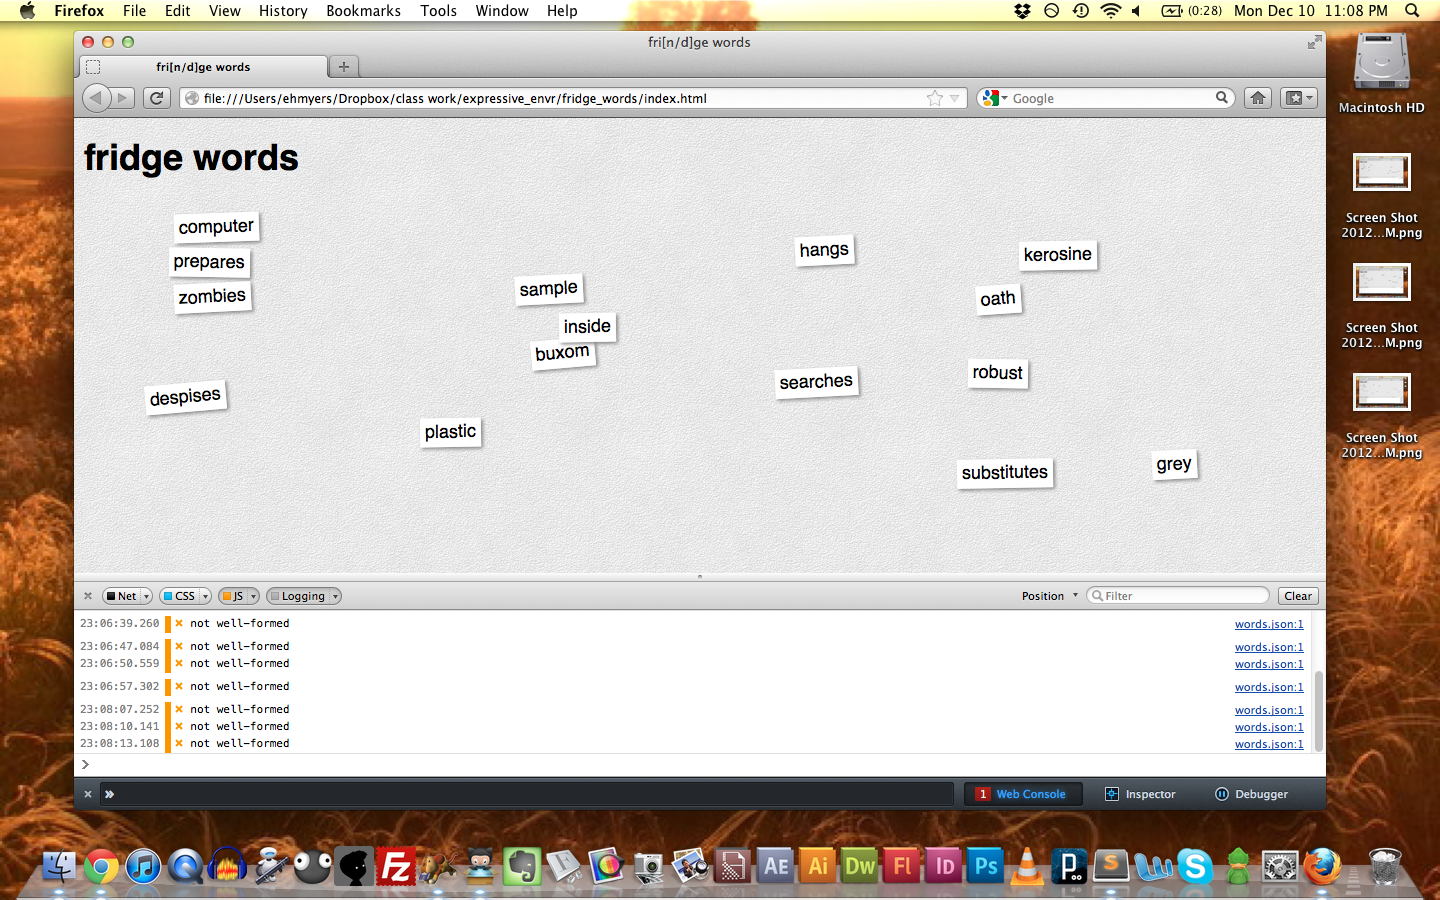 Firefox File Edit View History Bookmarks Tools Window Help (0:28) Mon Dec 10 11:08 PM
fri[n/d]ge words
fri[n/d]ge words
file:///Users/ehmyers/Dropbox/class work/expressive_envr/fridge_words/index.html
Google
fridge words
computer
prepares
zombies
despises
sample
inside
buxom
plastic
hangs
searches
kerosine
oath
robust
substitutes
grey
Net CSS JS Logging Position Filter Clear
23:06:39.260 not well-formed words.json:1
23:06:47.084 not well-formed words.json:1
23:06:50.559 not well-formed words.json:1
23:06:57.302 not well-formed words.json:1
23:08:07.252 not well-formed words.json:1
23:08:10.141 not well-formed words.json:1
23:08:13.108 not well-formed words.json:1
1 Web Console Inspector Debugger
Macintosh HD
Screen Shot
2012...M.png
Screen Shot
2012...M.png
Screen Shot
2012...M.png
Fz AE Ai Dw Fl ID Ps P S W S